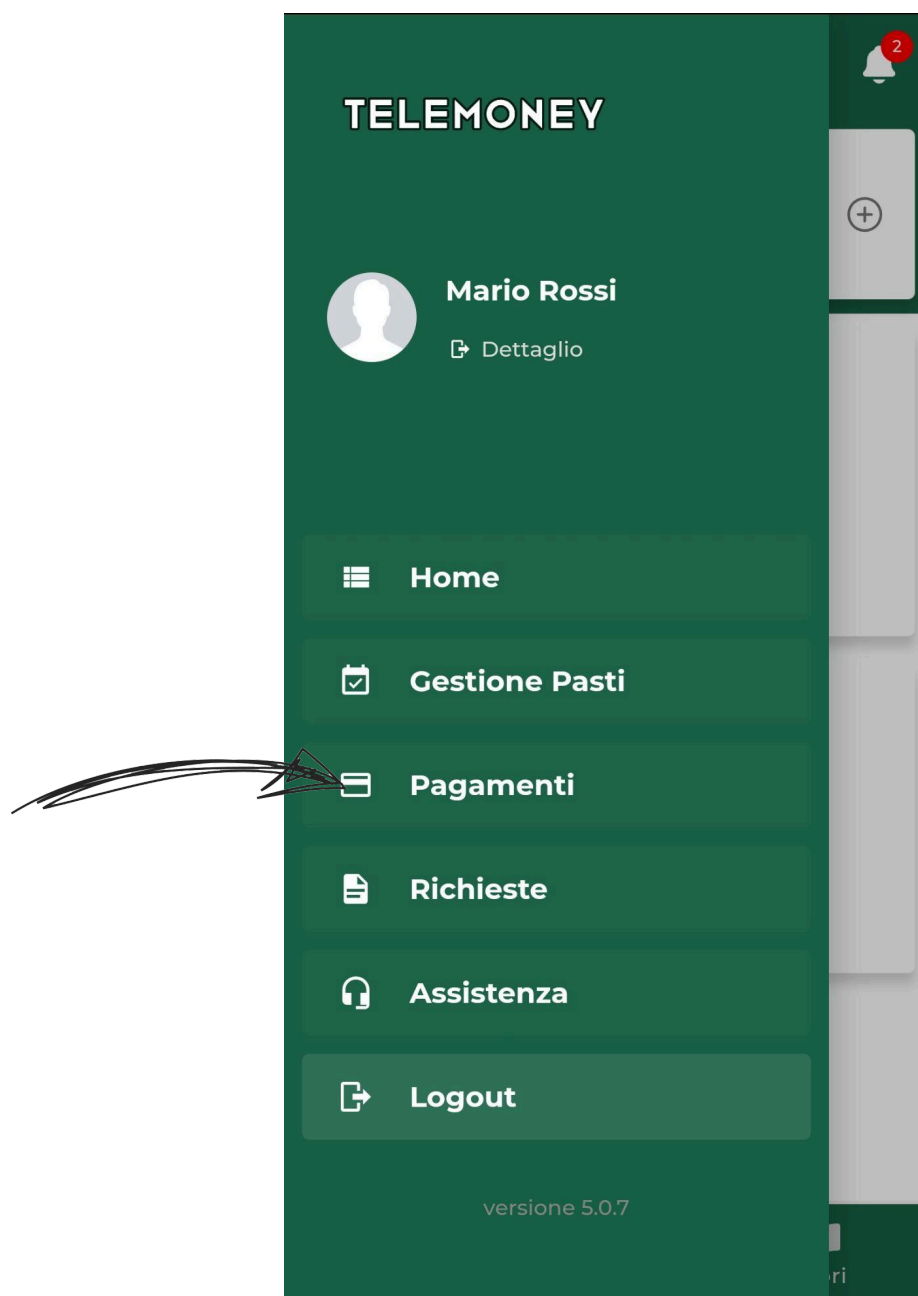 2
TELEMONEY
Mario Rossi
Dettaglio
Home
Gestione Pasti
Pagamenti
Richieste
Assistenza
Logout
versione 5.0.7